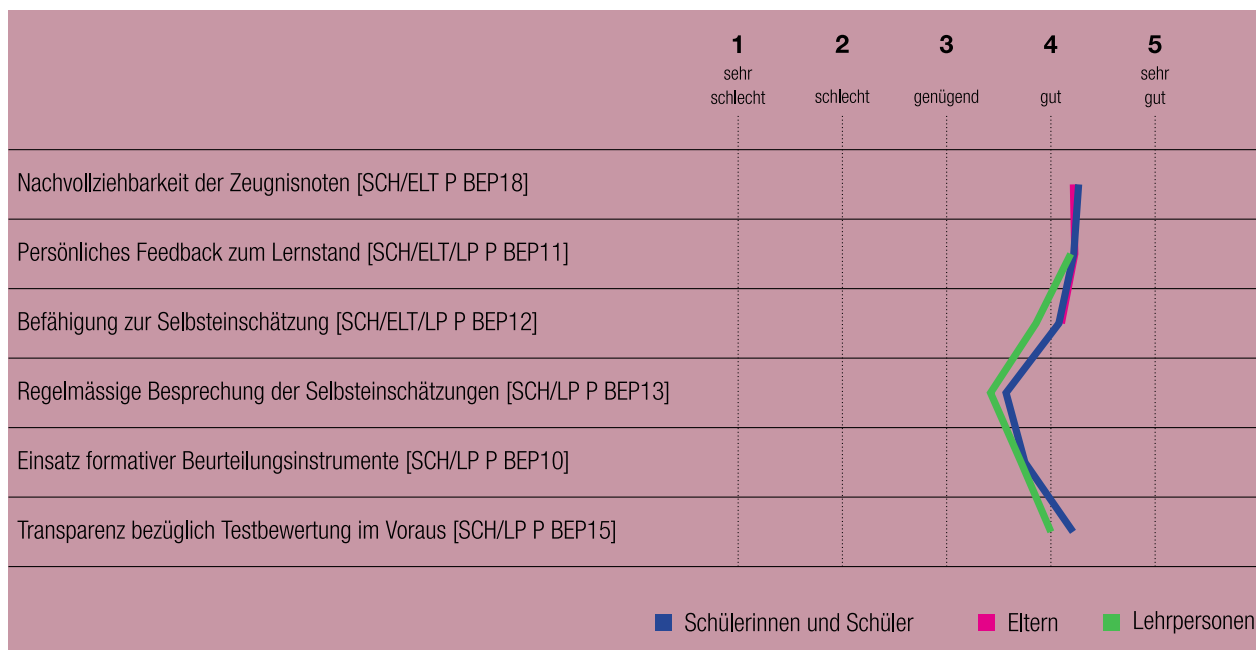 1 2 3 4 5
sehr schlecht schlecht genügend gut sehr gut
Nachvollziehbarkeit der Zeugnisnoten [SCH/ELT P BEP18]
Persönliches Feedback zum Lernstand [SCH/ELT/LP P BEP11]
Befähigung zur Selbsteinschätzung [SCH/ELT/LP P BEP12]
Regelmässige Besprechung der Selbsteinschätzungen [SCH/LP P BEP13]
Einsatz formativer Beurteilungsinstrumente [SCH/LP P BEP10]
Transparenz bezüglich Testbewertung im Voraus [SCH/LP P BEP15]
Schülerinnen und Schüler Eltern Lehrpersonen